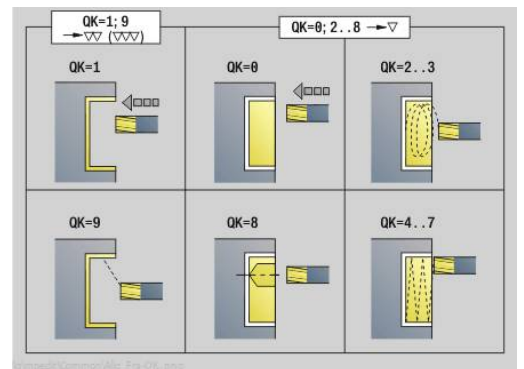 QK=1; 9
→▽▽ (▽▽▽)
QK=0; 2..8 →▽
QK=1
QK=0
QK=2..3
QK=9
QK=8
QK=4..7